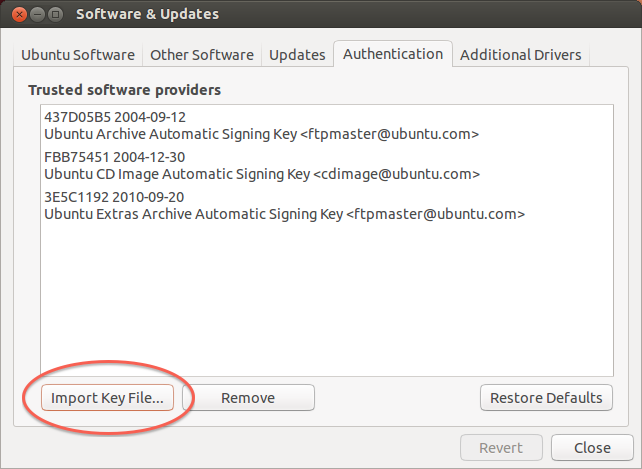 Software & Updates
Ubuntu Software Other Software Updates Authentication Additional Drivers
Trusted software providers
437D05B5 2004-09-12
Ubuntu Archive Automatic Signing Key <ftpmaster@ubuntu.com>
FBB75451 2004-12-30
Ubuntu CD Image Automatic Signing Key <cdimage@ubuntu.com>
3E5C1192 2010-09-20
Ubuntu Extras Archive Automatic Signing Key <ftpmaster@ubuntu.com>
Import Key File... Remove Restore Defaults
Revert Close